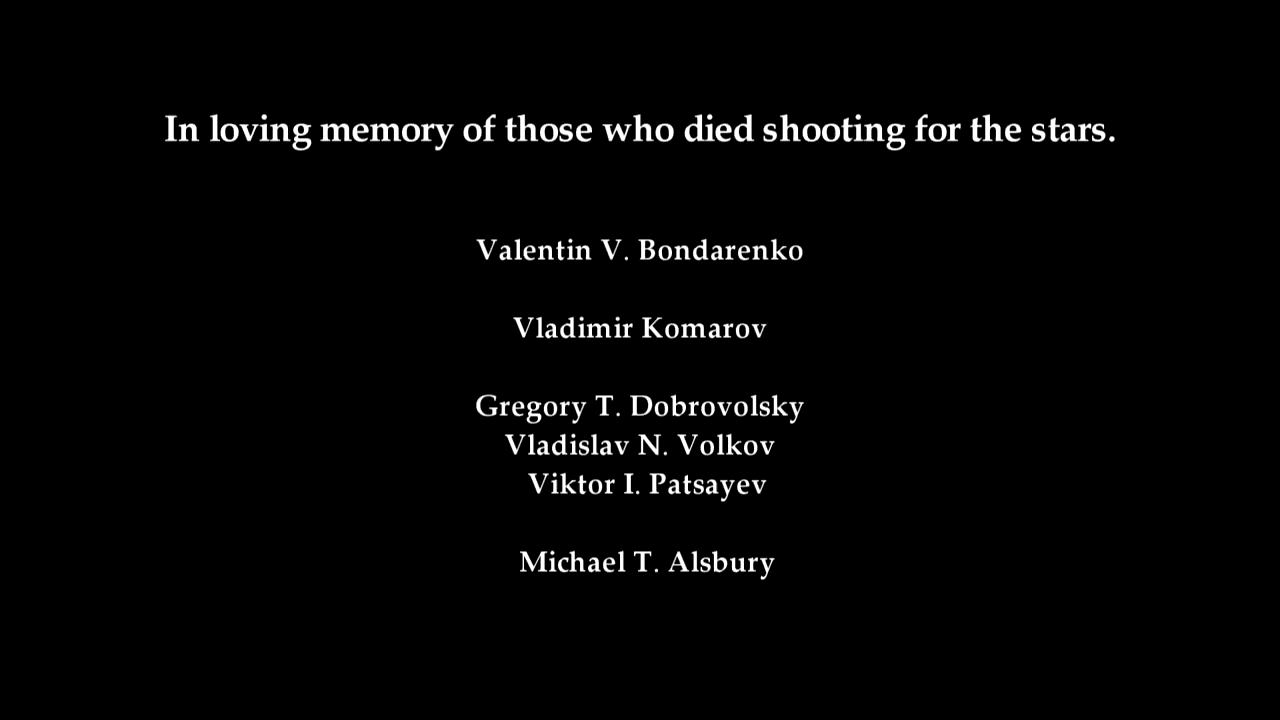 In loving memory of those who died shooting for the stars.
Valentin V. Bondarenko
Vladimir Komarov
Gregory T. Dobrovolsky
Vladislav N. Volkov
Viktor I. Patsayev
Michael T. Alsbury